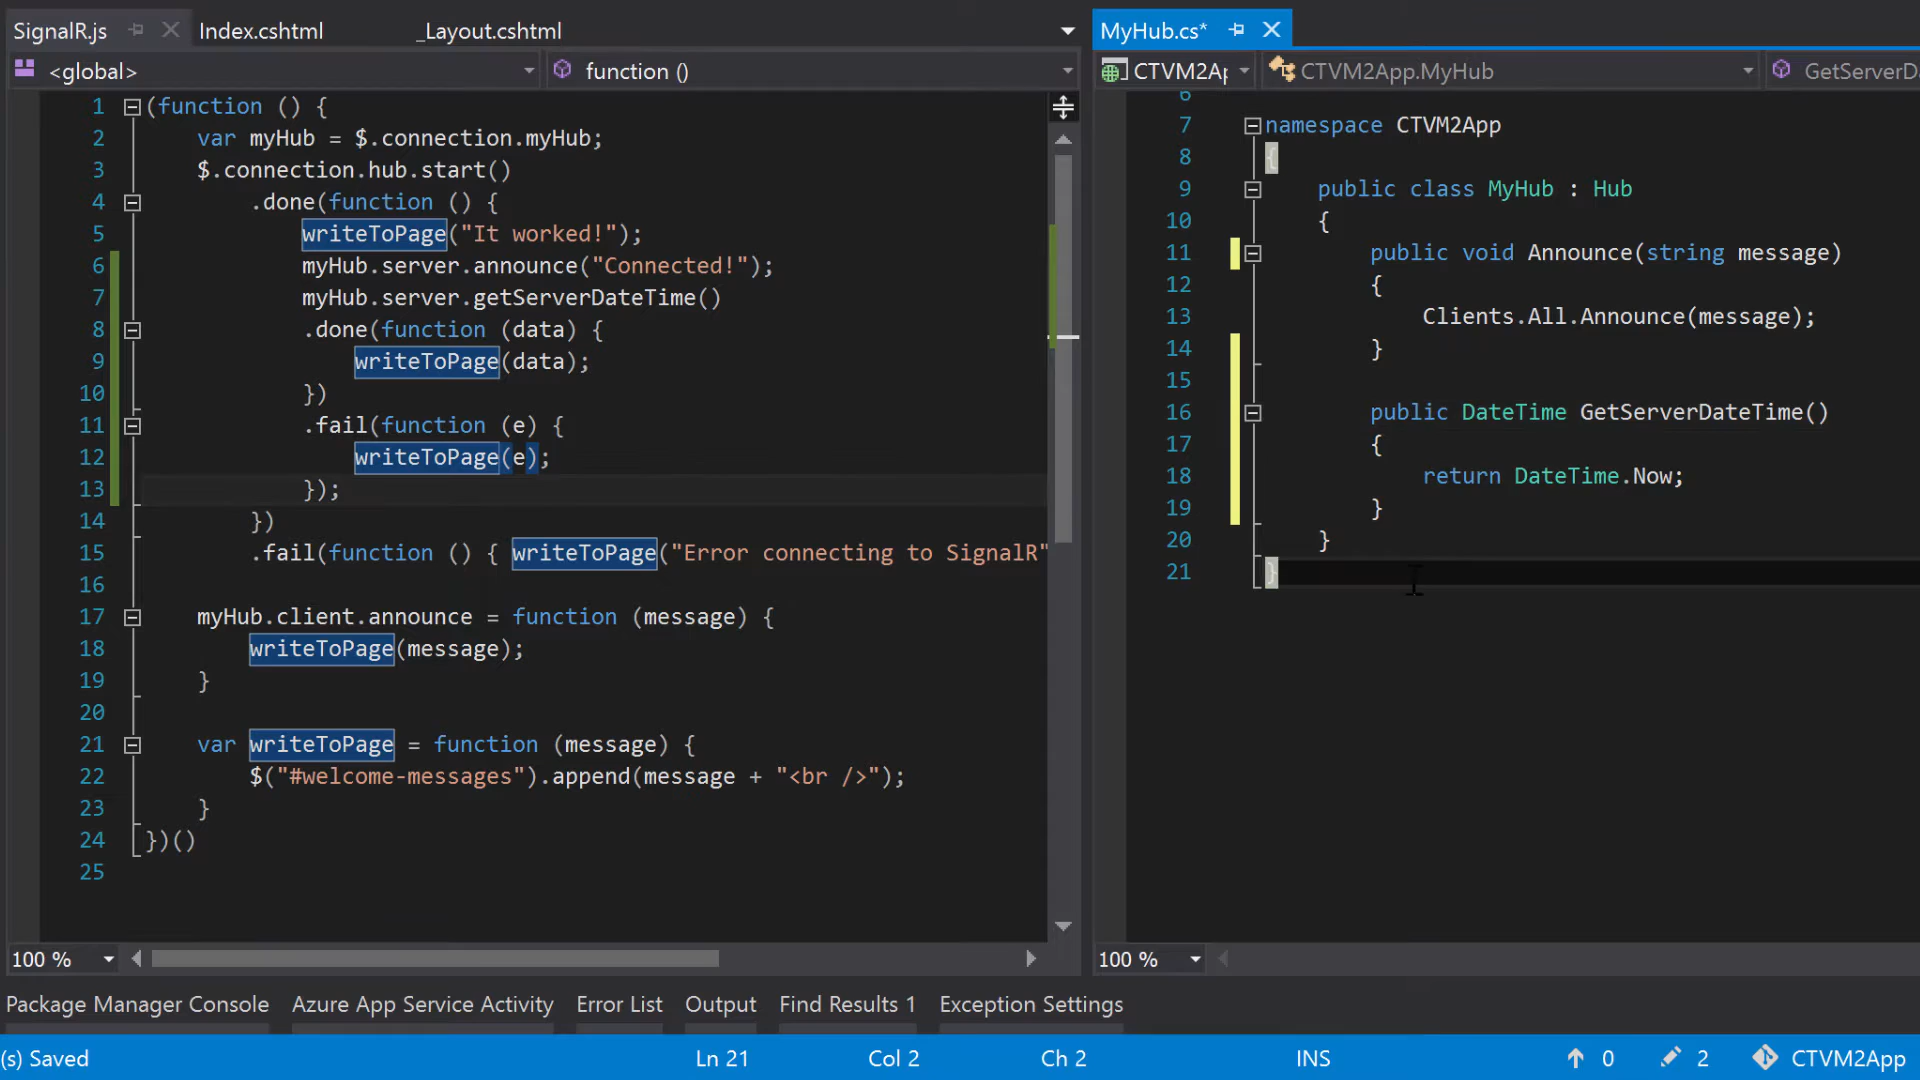 SignalR.js Index.cshtml _Layout.cshtml
<global> function ()
1 (function () {
2 var myHub = $.connection.myHub;
3 $.connection.hub.start()
4 .done(function () {
5 writeToPage("It worked!");
6 myHub.server.announce("Connected!");
7 myHub.server.getServerDateTime()
8 .done(function (data) {
9 writeToPage(data);
10 })
11 .fail(function (e) {
12 writeToPage(e);
13 });
14 })
15 .fail(function () { writeToPage("Error connecting to SignalR"
16
17 myHub.client.announce = function (message) {
18 writeToPage(message);
19 }
20
21 var writeToPage = function (message) {
22 $("#welcome-messages").append(message + "<br />");
23 }
24 })()
25
100 %
MyHub.cs*
CTVM2Ap CTVM2App.MyHub GetServerDa
6
7 namespace CTVM2App
8 {
9 public class MyHub : Hub
10 {
11 public void Announce(string message)
12 {
13 Clients.All.Announce(message);
14 }
15
16 public DateTime GetServerDateTime()
17 {
18 return DateTime.Now;
19 }
20 }
21 }
100 %
Package Manager Console Azure App Service Activity Error List Output Find Results 1 Exception Settings
(s) Saved Ln 21 Col 2 Ch 2 INS 0 2 CTVM2App